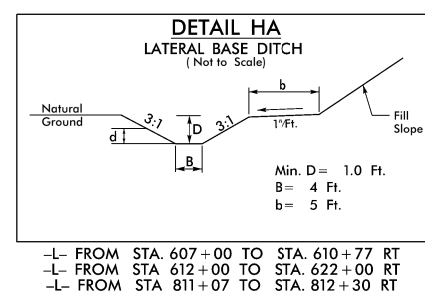 DETAIL HA
LATERAL BASE DITCH
( Not to Scale)
b
Natural
Ground
3:1
D
3:1
1"/Ft.
Fill
Slope
d
B
Min. D = 1.0 Ft.
B= 4 Ft.
b= 5 Ft.
-L- FROM STA. 607+00 TO STA. 610+77 RT
-L- FROM STA 612+00 TO STA. 622+00 RT
-L- FROM STA 811+07 TO STA. 812+30 RT